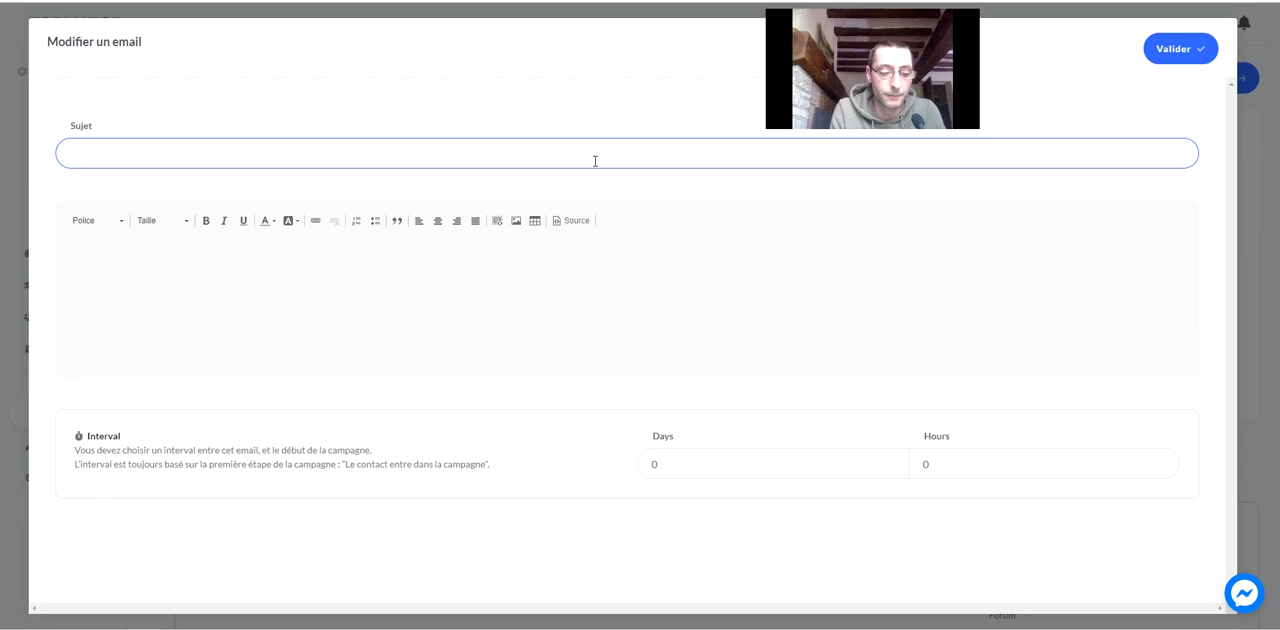 Modifier un email
Valider
Sujet
Police
Taille
B I U A A
Source
Interval
Vous devez choisir un interval entre cet email, et le début de la campagne.
L'interval est toujours basé sur la première étape de la campagne : "Le contact entre dans la campagne".
Days
Hours
0
0
Forum